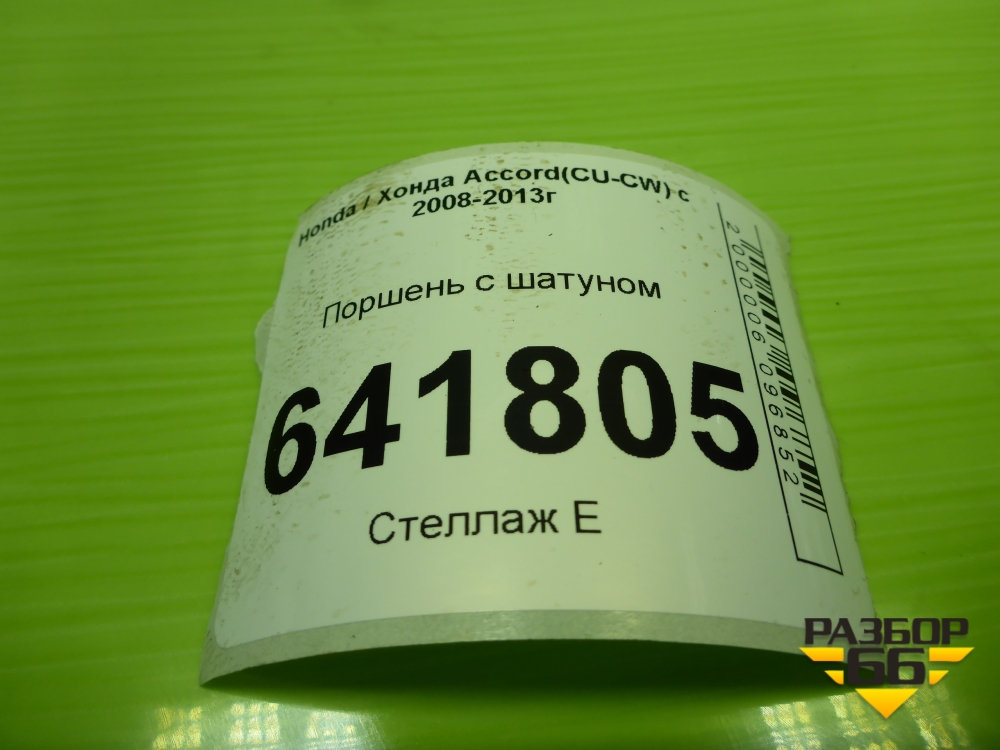 Honda / Хонда Accord(CU-CW) с
2008-2013г
Поршень с шатуном
641805
Стеллаж Е
2000006096852
РАЗБОР
66